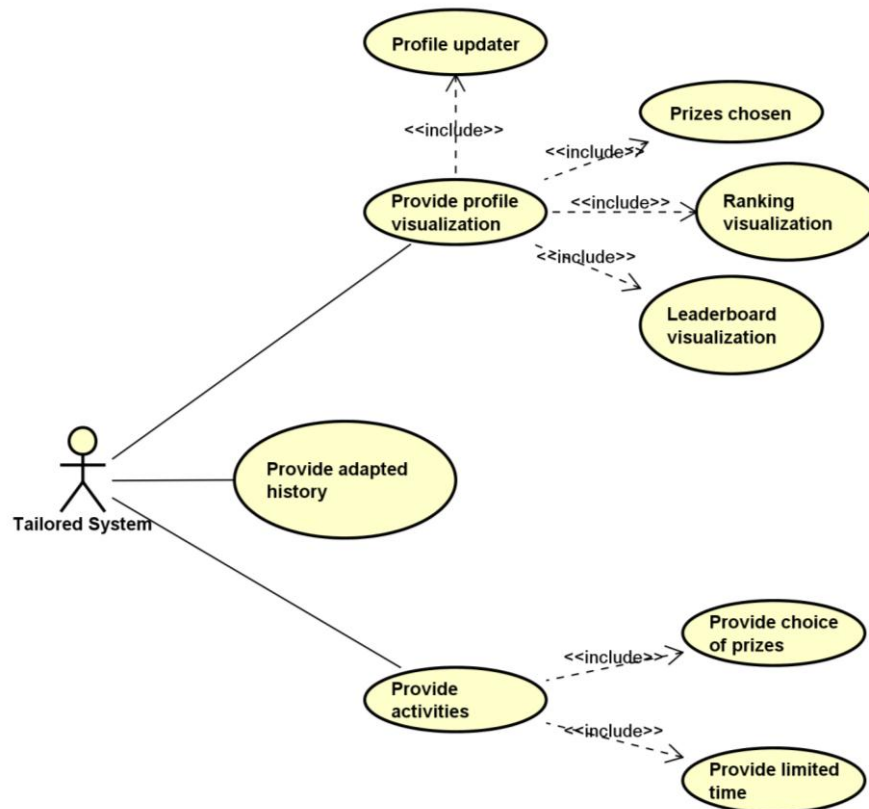 Profile updater
<<include>>
Prizes chosen
<<include>>
Provide profile
visualization
<<include>>
Ranking
visualization
<<include>>
Leaderboard
visualization
Provide adapted
history
Tailored System
Provide choice
of prizes
<<include>>
Provide
activities
<<include>>
Provide limited
time